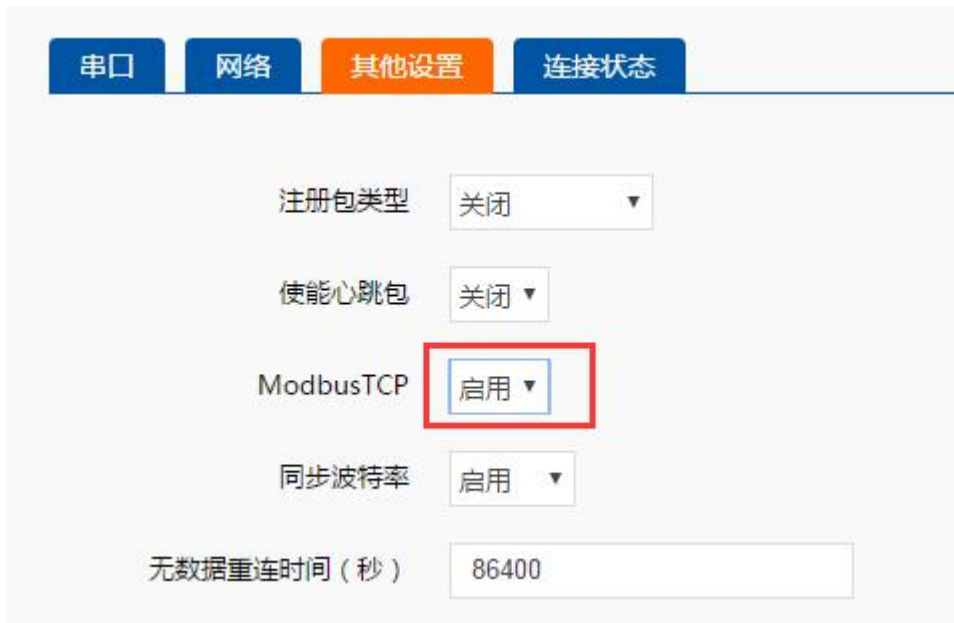 串口 网络 其他设置 连接状态
注册包类型 关闭
使能心跳包 关闭
ModbusTCP 启用
同步波特率 启用
无数据重连时间（秒） 86400